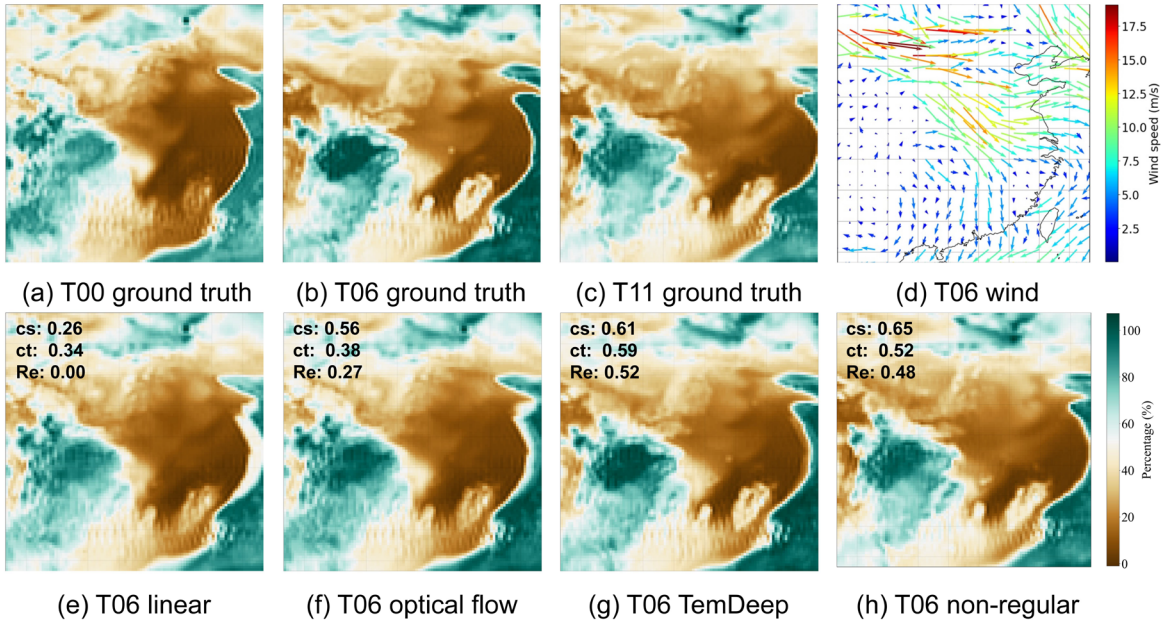 17.5
15.0
12.5
10.0
7.5
5.0
2.5
Wind speed (m/s)
(a) T00 ground truth
(b) T06 ground truth
(c) T11 ground truth
(d) T06 wind
cs: 0.26
ct: 0.34
Re: 0.00
cs: 0.56
ct: 0.38
Re: 0.27
cs: 0.61
ct: 0.59
Re: 0.52
cs: 0.65
ct: 0.52
Re: 0.48
100
80
60
40
20
0
Percentage (%)
(e) T06 linear
(f) T06 optical flow
(g) T06 TemDeep
(h) T06 non-regular